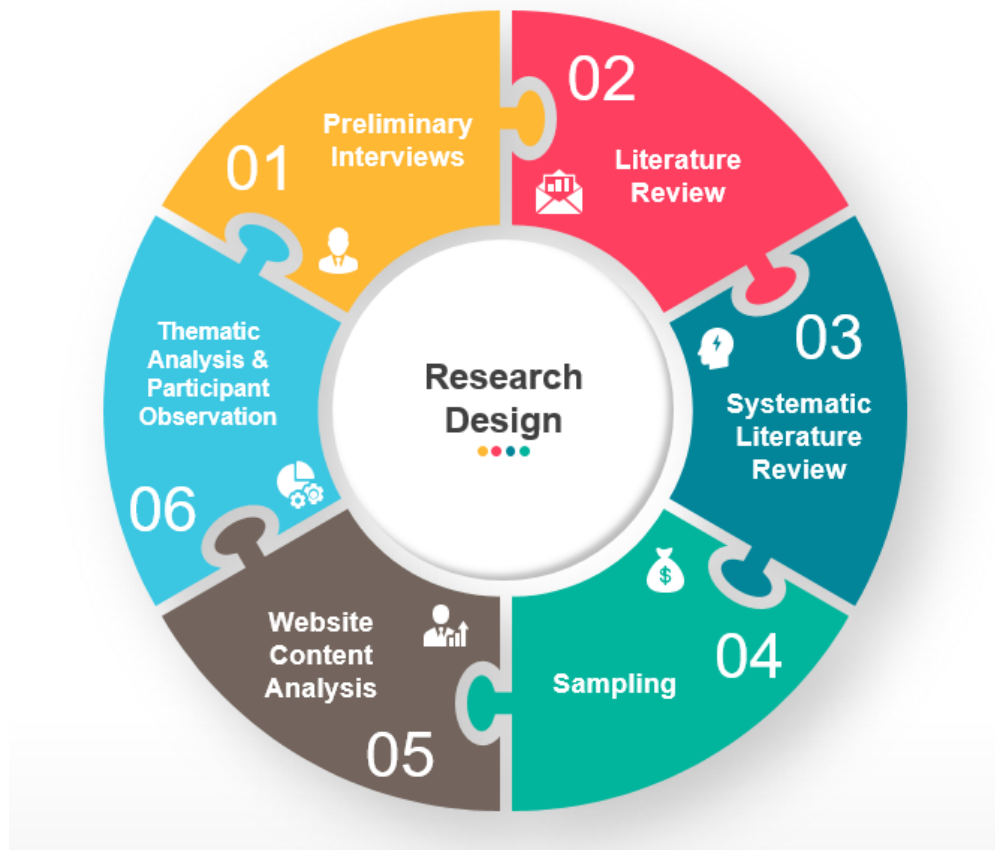 01
Preliminary
Interviews
02
Literature
Review
03
Systematic
Literature
Review
04
Sampling
05
Website
Content
Analysis
06
Thematic
Analysis &
Participant
Observation
Research
Design
$